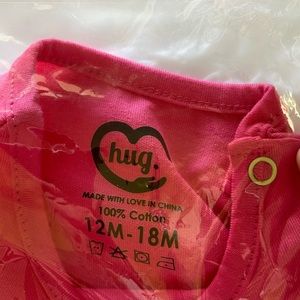 hug.
MADE WITH LOVE IN CHINA
100% Cotton
12M-18M